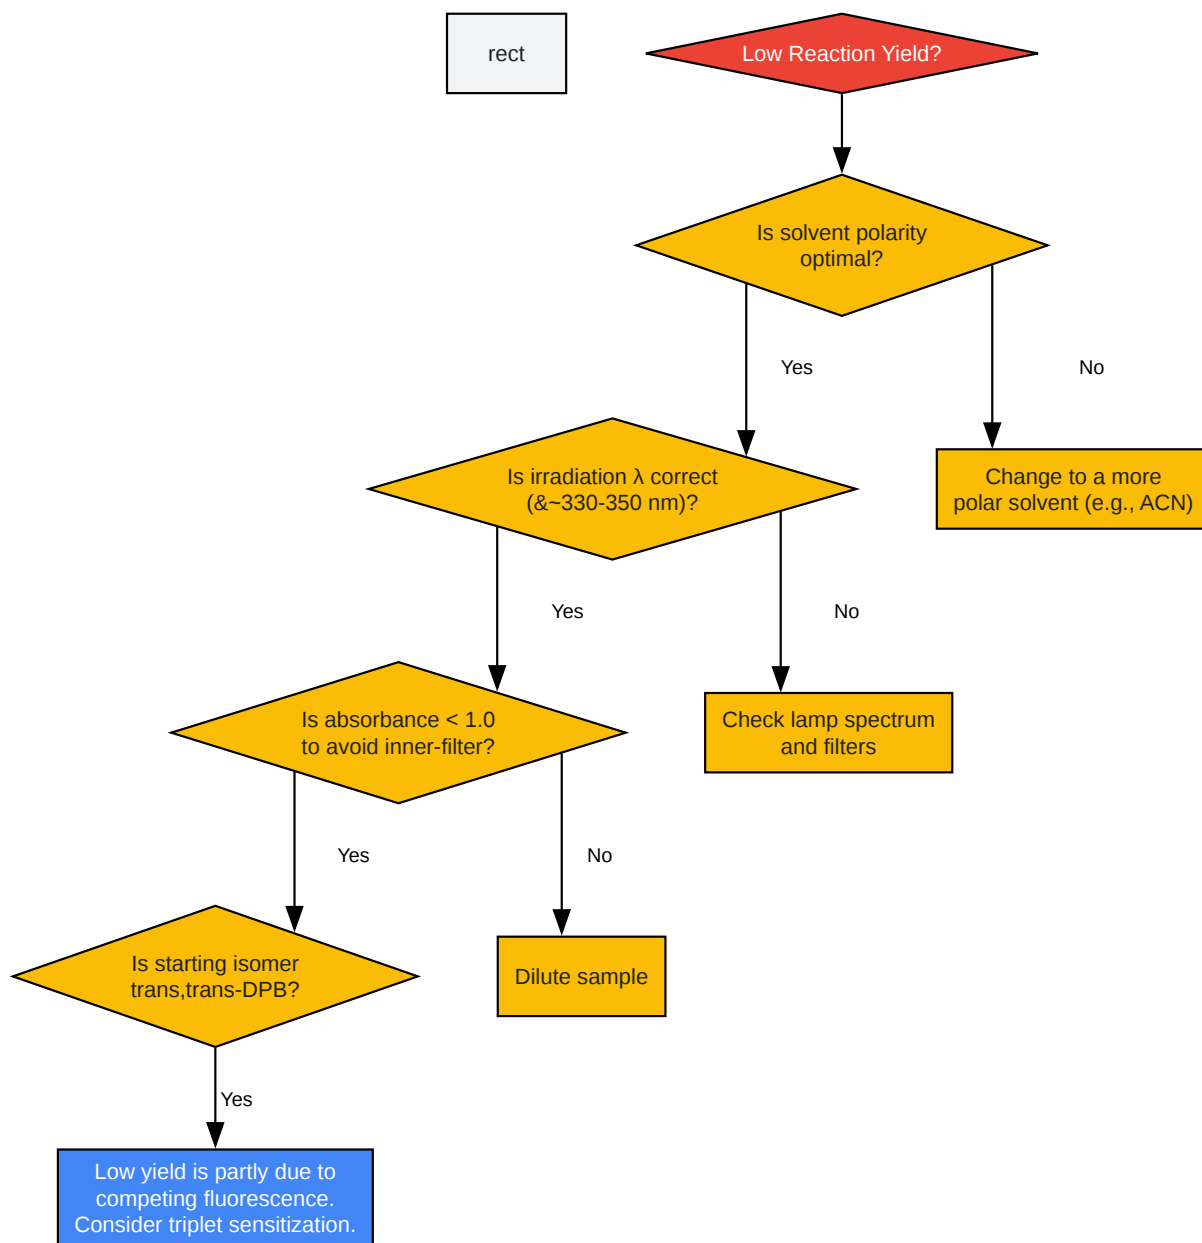 rect
Low Reaction Yield?
Is solvent polarity
optimal?
Yes
No
Is irradiation λ correct
(&~330-350 nm)?
Change to a more
polar solvent (e.g., ACN)
Yes
No
Is absorbance < 1.0
to avoid inner-filter?
Check lamp spectrum
and filters
Yes
No
Is starting isomer
trans,trans-DPB?
Dilute sample
Yes
Low yield is partly due to
competing fluorescence.
Consider triplet sensitization.